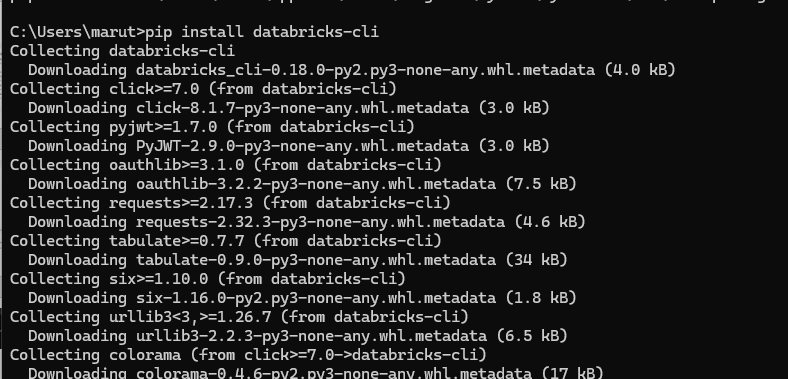 C:\Users\marut>pip install databricks-cli
Collecting databricks-cli
  Downloading databricks_cli-0.18.0-py2.py3-none-any.whl.metadata (4.0 kB)
Collecting click>=7.0 (from databricks-cli)
  Downloading click-8.1.7-py3-none-any.whl.metadata (3.0 kB)
Collecting pyjwt>=1.7.0 (from databricks-cli)
  Downloading PyJWT-2.9.0-py3-none-any.whl.metadata (3.0 kB)
Collecting oauthlib>=3.1.0 (from databricks-cli)
  Downloading oauthlib-3.2.2-py3-none-any.whl.metadata (7.5 kB)
Collecting requests>=2.17.3 (from databricks-cli)
  Downloading requests-2.32.3-py3-none-any.whl.metadata (4.6 kB)
Collecting tabulate>=0.7.7 (from databricks-cli)
  Downloading tabulate-0.9.0-py3-none-any.whl.metadata (34 kB)
Collecting six>=1.10.0 (from databricks-cli)
  Downloading six-1.16.0-py2.py3-none-any.whl.metadata (1.8 kB)
Collecting urllib3<3,>=1.26.7 (from databricks-cli)
  Downloading urllib3-2.2.3-py3-none-any.whl.metadata (6.5 kB)
Collecting colorama (from click>=7.0->databricks-cli)
  Downloading colorama-0.4.6-py2.py3-none-any.whl.metadata (17 kB)